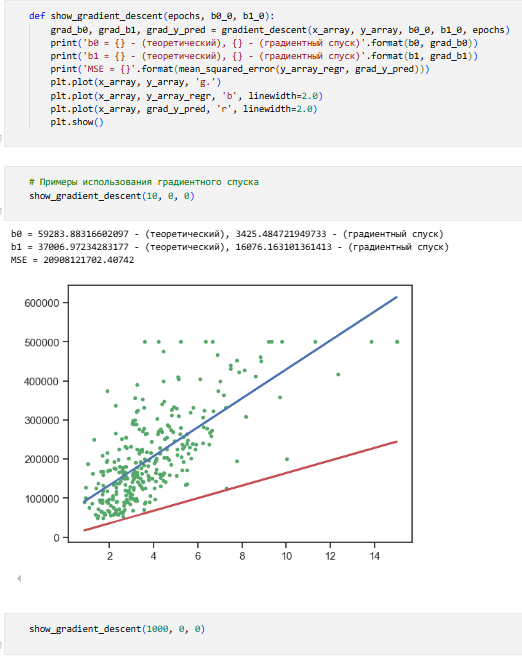 def show_gradient_descent(epochs, b0_0, b1_0):
grad_b0, grad_b1, grad_y_pred = gradient_descent(x_array, y_array, b0_0, b1_0, epochs)
print('b0 = {} - (теоретический), {} - (градиентный спуск)'.format(b0, grad_b0))
print('b1 = {} - (теоретический), {} - (градиентный спуск)'.format(b1, grad_b1))
print('MSE = {}'.format(mean_squared_error(y_array_regr, grad_y_pred)))
plt.plot(x_array, y_array, 'g.')
plt.plot(x_array, y_array_regr, 'b', linewidth=2.0)
plt.plot(x_array, grad_y_pred, 'r', linewidth=2.0)
plt.show()
# Примеры использования градиентного спуска
show_gradient_descent(10, 0, 0)
b0 = 59283.88316602097 - (теоретический), 3425.484721949733 - (градиентный спуск)
b1 = 37006.97234283177 - (теоретический), 16076.163101361413 - (градиентный спуск)
MSE = 20908121702.40742
600000
500000
400000
300000
200000
100000
0
2 4 6 8 10 12 14
show_gradient_descent(1000, 0, 0)